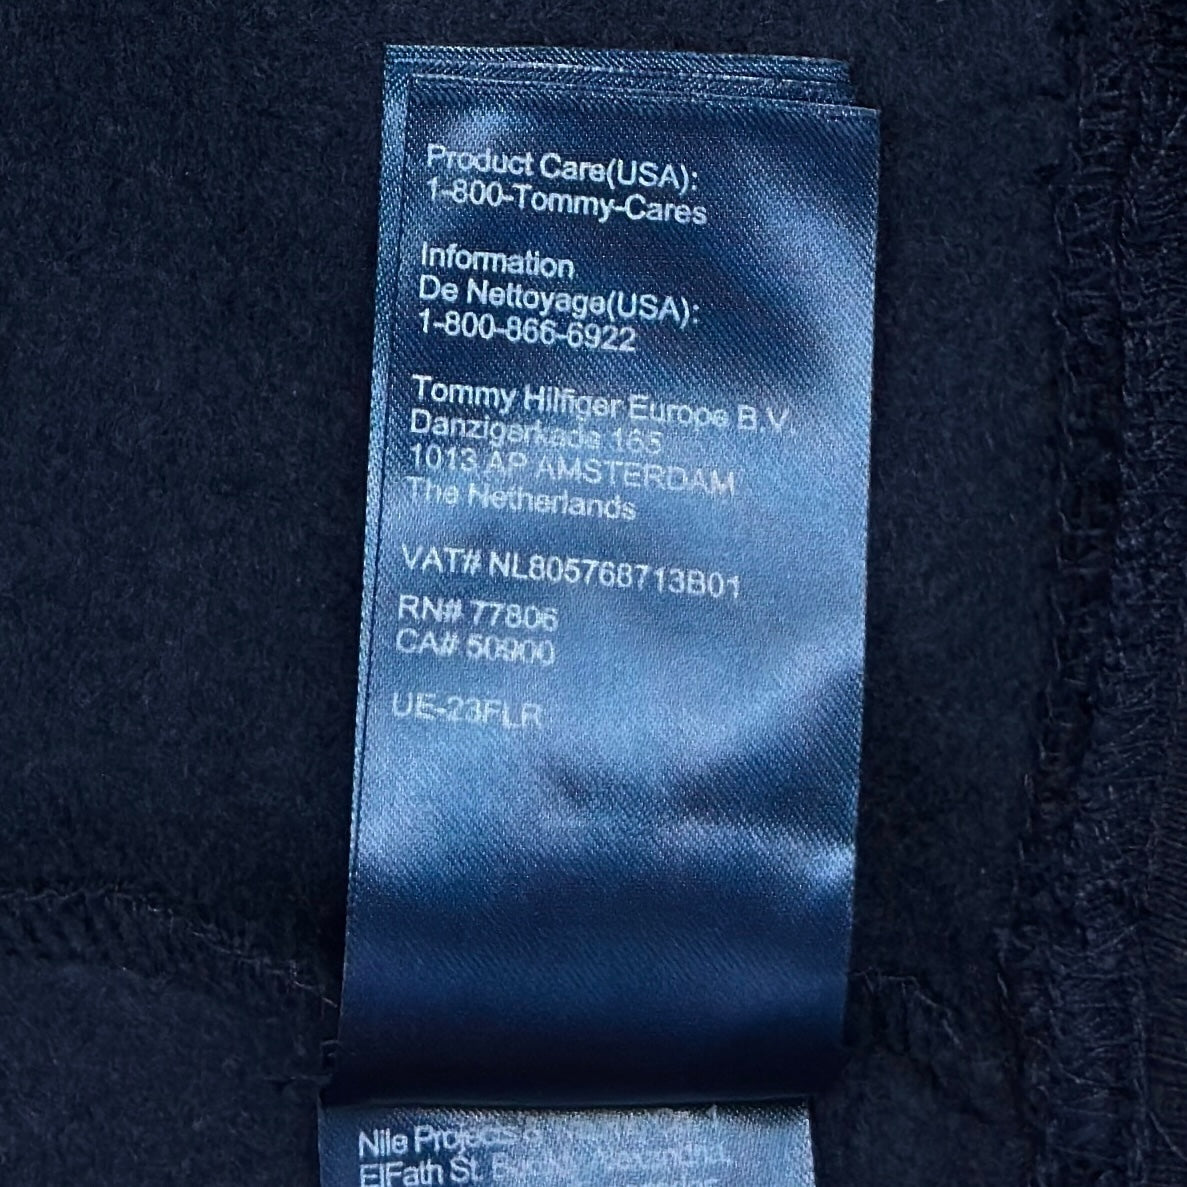 Product Care(USA):
1-800-Tommy-Cares
Information
De Nettoyage(USA):
1-800-866-6922
Tommy Hilfiger Europe B.V.
Danzigerkade 165
1013 AP AMSTERDAM
The Netherlands
VAT# NL805768713B01
RN# 77806
CA# 50900
UE-23FLR
Nile Projects &
ElFath St.